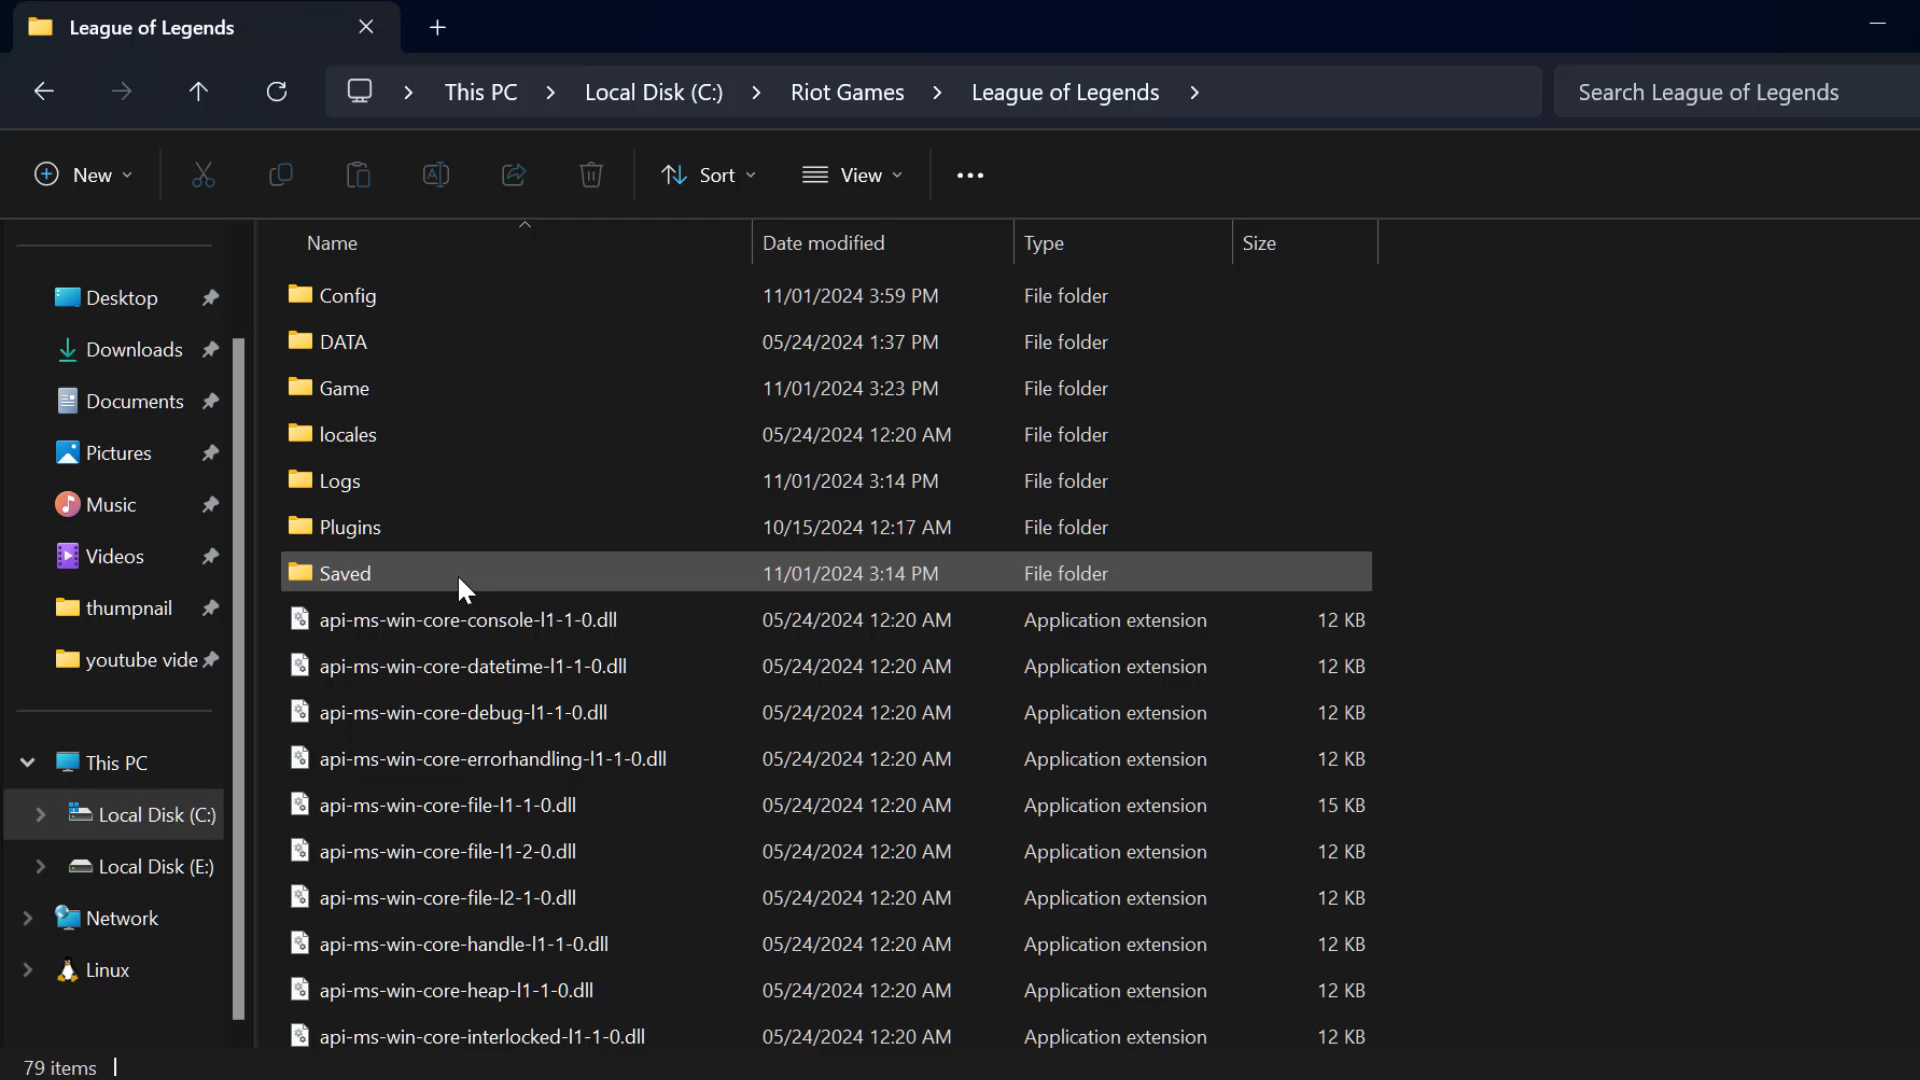 League of Legends
This PC
Local Disk (C:)
Riot Games
League of Legends
Search League of Legends
New
Sort
View
Name
Date modified
Type
Size
Desktop
Downloads
Documents
Pictures
Music
Videos
thumpnail
youtube vide
This PC
Local Disk (C:)
Local Disk (E:)
Network
Linux
Config 11/01/2024 3:59 PM File folder
DATA 05/24/2024 1:37 PM File folder
Game 11/01/2024 3:23 PM File folder
locales 05/24/2024 12:20 AM File folder
Logs 11/01/2024 3:14 PM File folder
Plugins 10/15/2024 12:17 AM File folder
Saved 11/01/2024 3:14 PM File folder
api-ms-win-core-console-l1-1-0.dll 05/24/2024 12:20 AM Application extension 12 KB
api-ms-win-core-datetime-l1-1-0.dll 05/24/2024 12:20 AM Application extension 12 KB
api-ms-win-core-debug-l1-1-0.dll 05/24/2024 12:20 AM Application extension 12 KB
api-ms-win-core-errorhandling-l1-1-0.dll 05/24/2024 12:20 AM Application extension 12 KB
api-ms-win-core-file-l1-1-0.dll 05/24/2024 12:20 AM Application extension 15 KB
api-ms-win-core-file-l1-2-0.dll 05/24/2024 12:20 AM Application extension 12 KB
api-ms-win-core-file-l2-1-0.dll 05/24/2024 12:20 AM Application extension 12 KB
api-ms-win-core-handle-l1-1-0.dll 05/24/2024 12:20 AM Application extension 12 KB
api-ms-win-core-heap-l1-1-0.dll 05/24/2024 12:20 AM Application extension 12 KB
api-ms-win-core-interlocked-l1-1-0.dll 05/24/2024 12:20 AM Application extension 12 KB
79 items